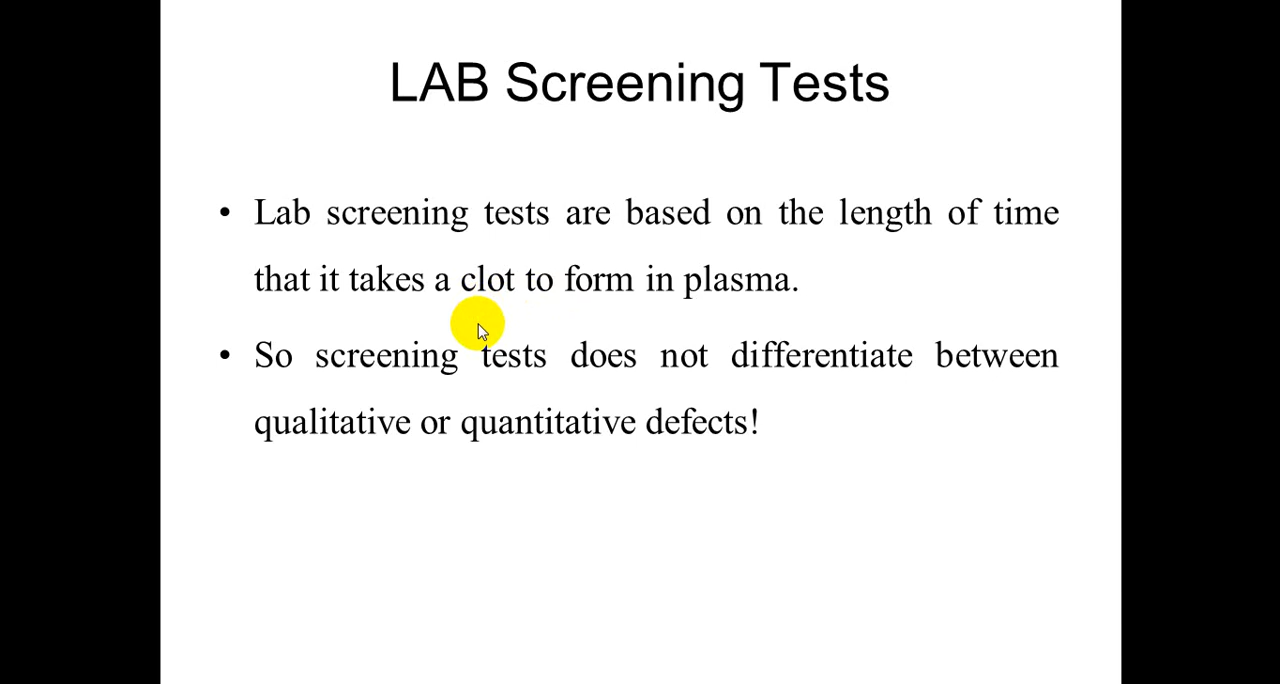 LAB Screening Tests
• Lab screening tests are based on the length of time
that it takes a clot to form in plasma.
• So screening tests does not differentiate between
qualitative or quantitative defects!